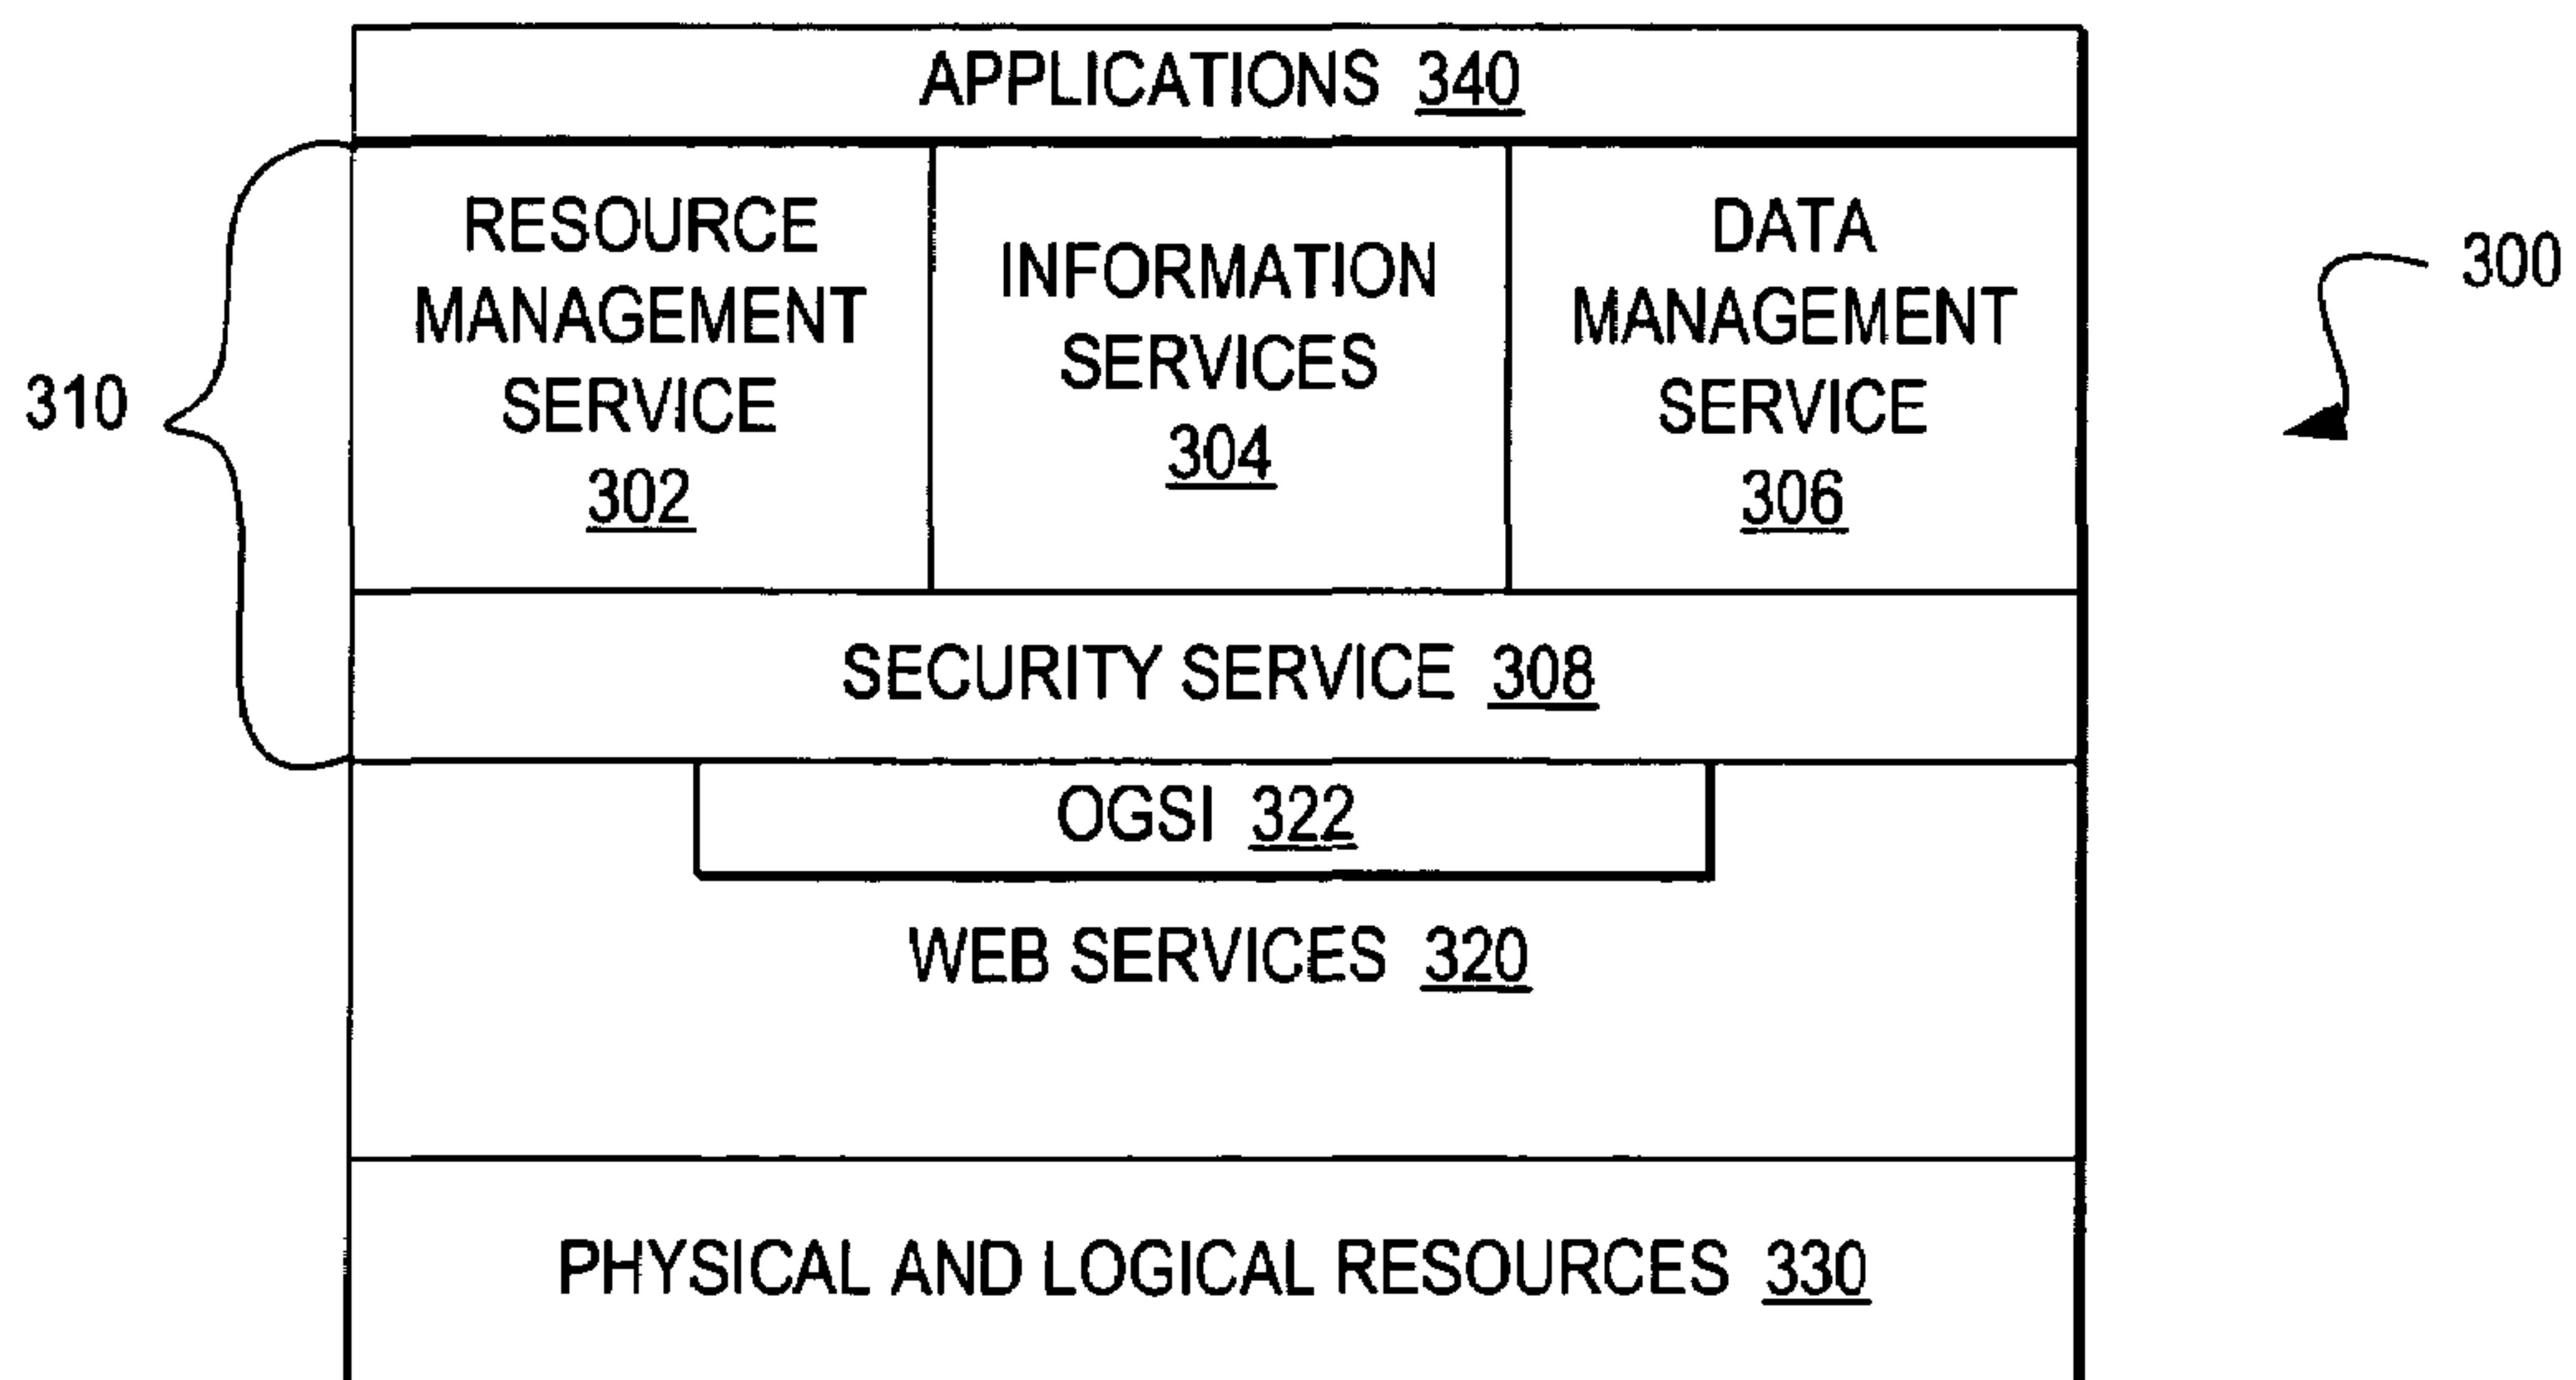 APPLICATIONS 340
RESOURCE
MANAGEMENT
SERVICE
302
INFORMATION
SERVICES
304
DATA
MANAGEMENT
SERVICE
306
300
310
SECURITY SERVICE 308
OGSI 322
WEB SERVICES 320
PHYSICAL AND LOGICAL RESOURCES 330